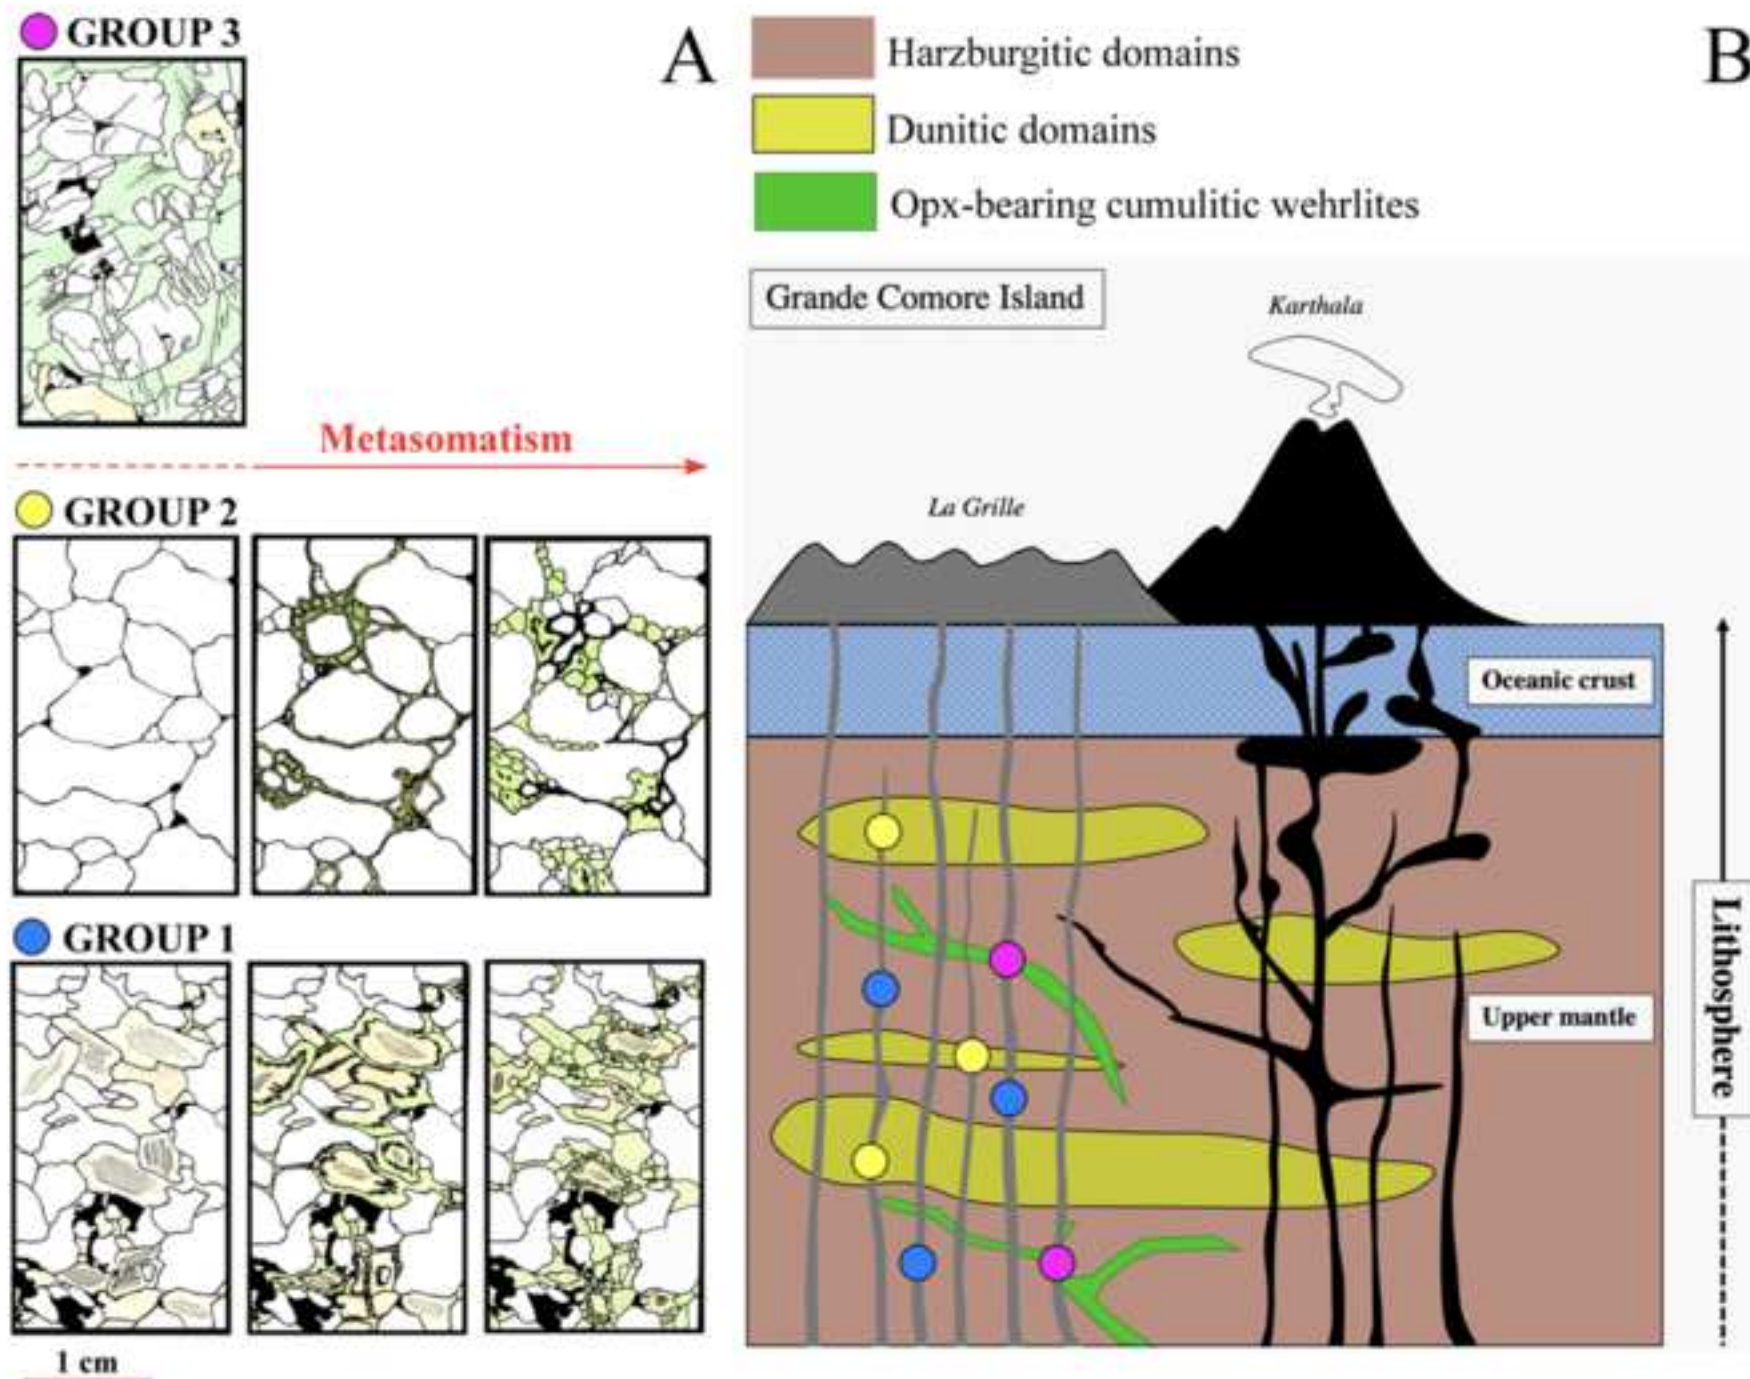 GROUP 3
A
Metasomatism
GROUP 2
GROUP 1
1 cm
B
Harzburgitic domains
Dunitic domains
Opx-bearing cumulitic wehrlites
Grande Comore Island
Karthala
La Grille
Oceanic crust
Upper mantle
Lithosphere